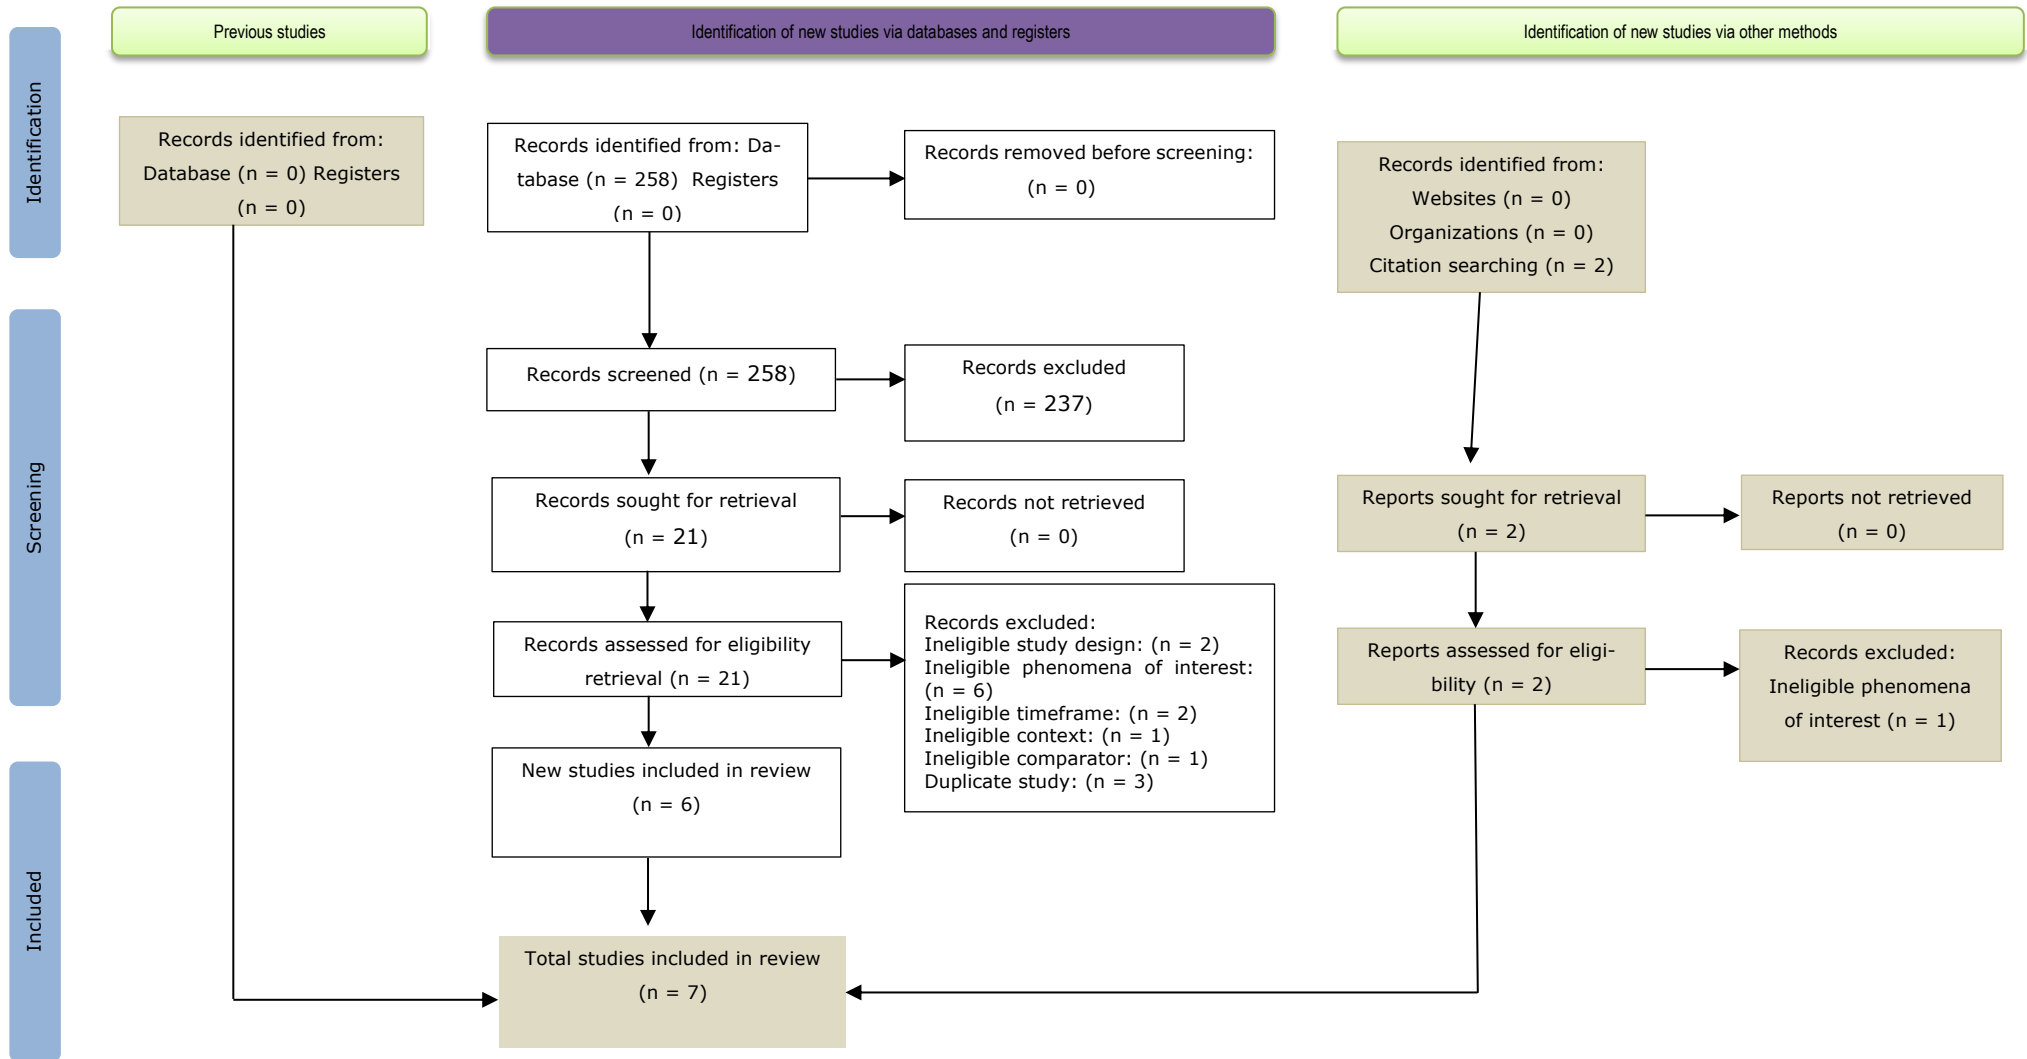 Previous studies
Identification of new studies via databases and registers
Identification of new studies via other methods
Identification
Records identified from:
Database (n = 0) Registers
(n = 0)
Records identified from: Da-
tabase (n = 258) Registers
(n = 0)
Records removed before screening:
(n = 0)
Records identified from:
Websites (n = 0)
Organizations (n = 0)
Citation searching (n = 2)
Screening
Records screened (n = 258)
Records excluded
(n = 237)
Records sought for retrieval
(n = 21)
Records not retrieved
(n = 0)
Reports sought for retrieval
(n = 2)
Reports not retrieved
(n = 0)
Records assessed for eligibility
retrieval (n = 21)
Records excluded:
Ineligible study design: (n = 2)
Ineligible phenomena of interest:
(n = 6)
Ineligible timeframe: (n = 2)
Ineligible context: (n = 1)
Ineligible comparator: (n = 1)
Duplicate study: (n = 3)
Reports assessed for eligi-
bility (n = 2)
Records excluded:
Ineligible phenomena
of interest (n = 1)
Included
New studies included in review
(n = 6)
Total studies included in review
(n = 7)